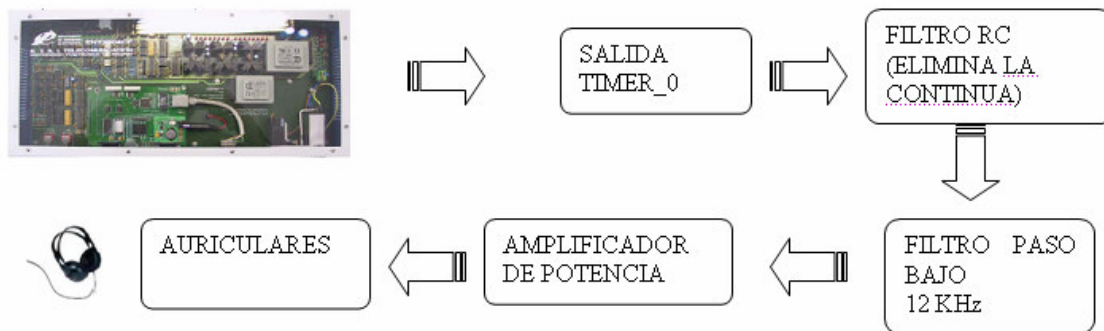 SALIDA
TIMER_0
FILTRO RC
(ELIMINA LA
CONTINUA)
AURICULARES
AMPLIFICADOR
DE POTENCIA
FILTRO PASO
BAJO
12 KHz